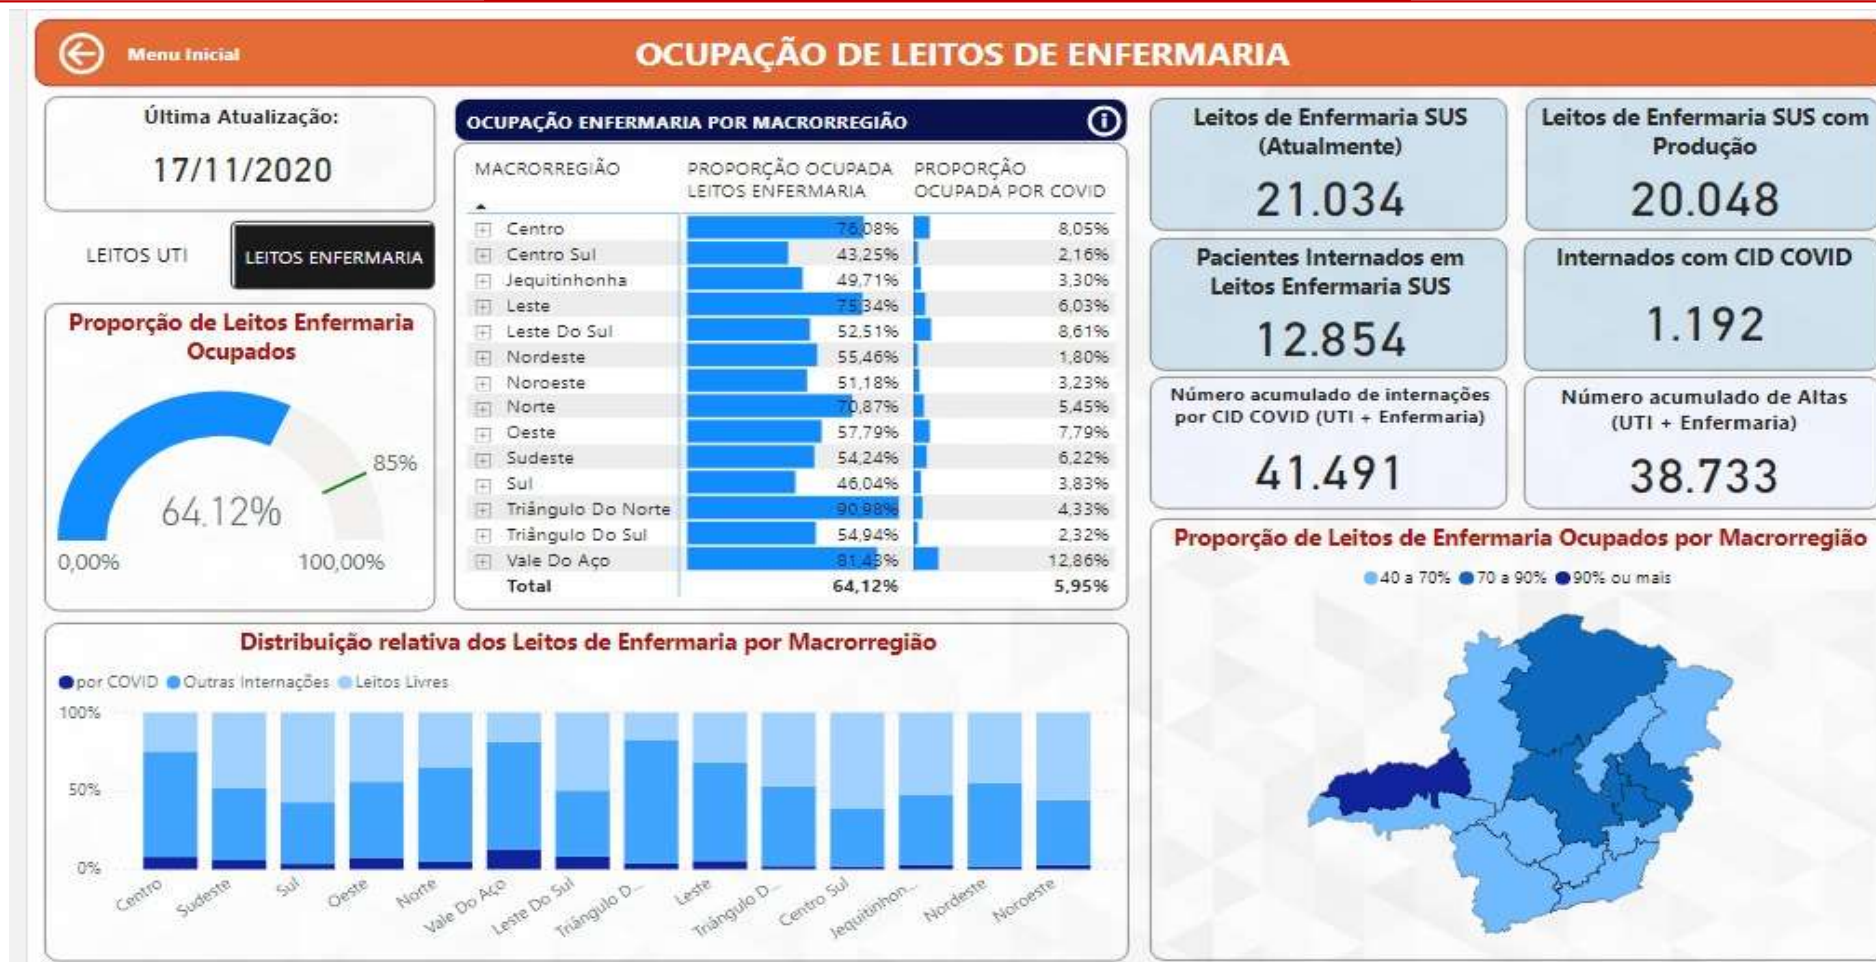 Menu Inicial
OCUPAÇÃO DE LEITOS DE ENFERMARIA
Última Atualização:
17/11/2020
LEITOS UTI
LEITOS ENFERMARIA
Proporção de Leitos Enfermaria
Ocupados
85%
64,12%
0,00%
100,00%
OCUPAÇÃO ENFERMARIA POR MACRORREGIÃO
MACRORREGIÃO PROPORÇÃO OCUPADA LEITOS ENFERMARIA PROPORÇÃO OCUPADA POR COVID
Centro 76,08% 8,05%
Centro Sul 43,25% 2,16%
Jequitinhonha 49,71% 3,30%
Leste 75,34% 6,03%
Leste Do Sul 52,51% 8,61%
Nordeste 55,46% 1,80%
Noroeste 51,18% 3,23%
Norte 70,87% 5,45%
Oeste 57,79% 7,79%
Sudeste 54,24% 6,22%
Sul 46,04% 3,83%
Triângulo Do Norte 90,98% 4,33%
Triângulo Do Sul 54,94% 2,32%
Vale Do Aço 81,43% 12,86%
Total 64,12% 5,95%
Leitos de Enfermaria SUS
(Atualmente)
21.034
Leitos de Enfermaria SUS com
Produção
20.048
Pacientes Internados em
Leitos Enfermaria SUS
12.854
Internados com CID COVID
1.192
Número acumulado de internações
por CID COVID (UTI + Enfermaria)
41.491
Número acumulado de Altas
(UTI + Enfermaria)
38.733
Distribuição relativa dos Leitos de Enfermaria por Macrorregião
por COVID Outras Internações Leitos Livres
100%
50%
0%
Centro Sudeste Sul Oeste Norte Vale Do Aço Leste Do Sul Triângulo D... Leste Triângulo D... Centro Sul Jequitinhon... Nordeste Noroeste
Proporção de Leitos de Enfermaria Ocupados por Macrorregião
40 a 70% 70 a 90% 90% ou mais